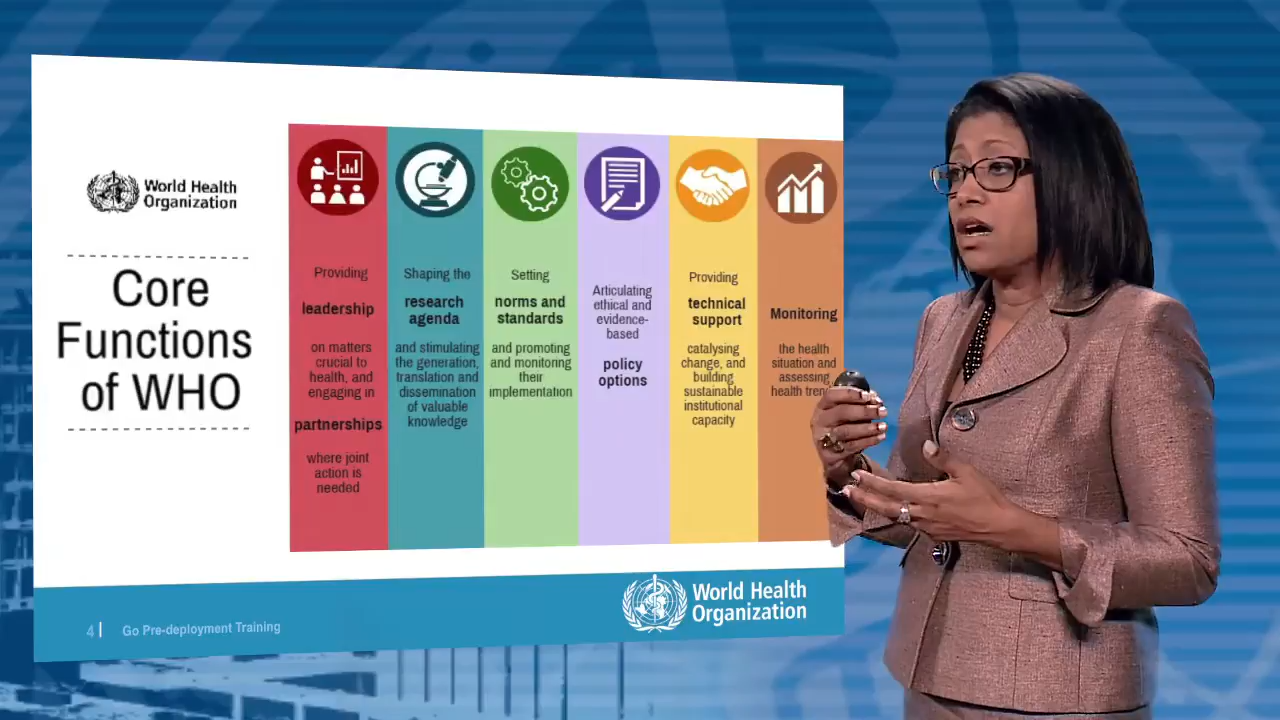 World Health
Organization
Core
Functions
of WHO
Providing
leadership
on matters
crucial to
health, and
engaging in
partnerships
where joint
action is
needed
Shaping the
research
agenda
and stimulating
the generation,
translation and
dissemination
of valuable
knowledge
Setting
norms and
standards
and promoting
and monitoring
their
implementation
Articulating
ethical and
evidence-
based
policy
options
Providing
technical
support
catalysing
change, and
building
sustainable
institutional
capacity
Monitoring
the health
situation and
assessing
health
4 | Go Pre-deployment Training
World Health
Organization